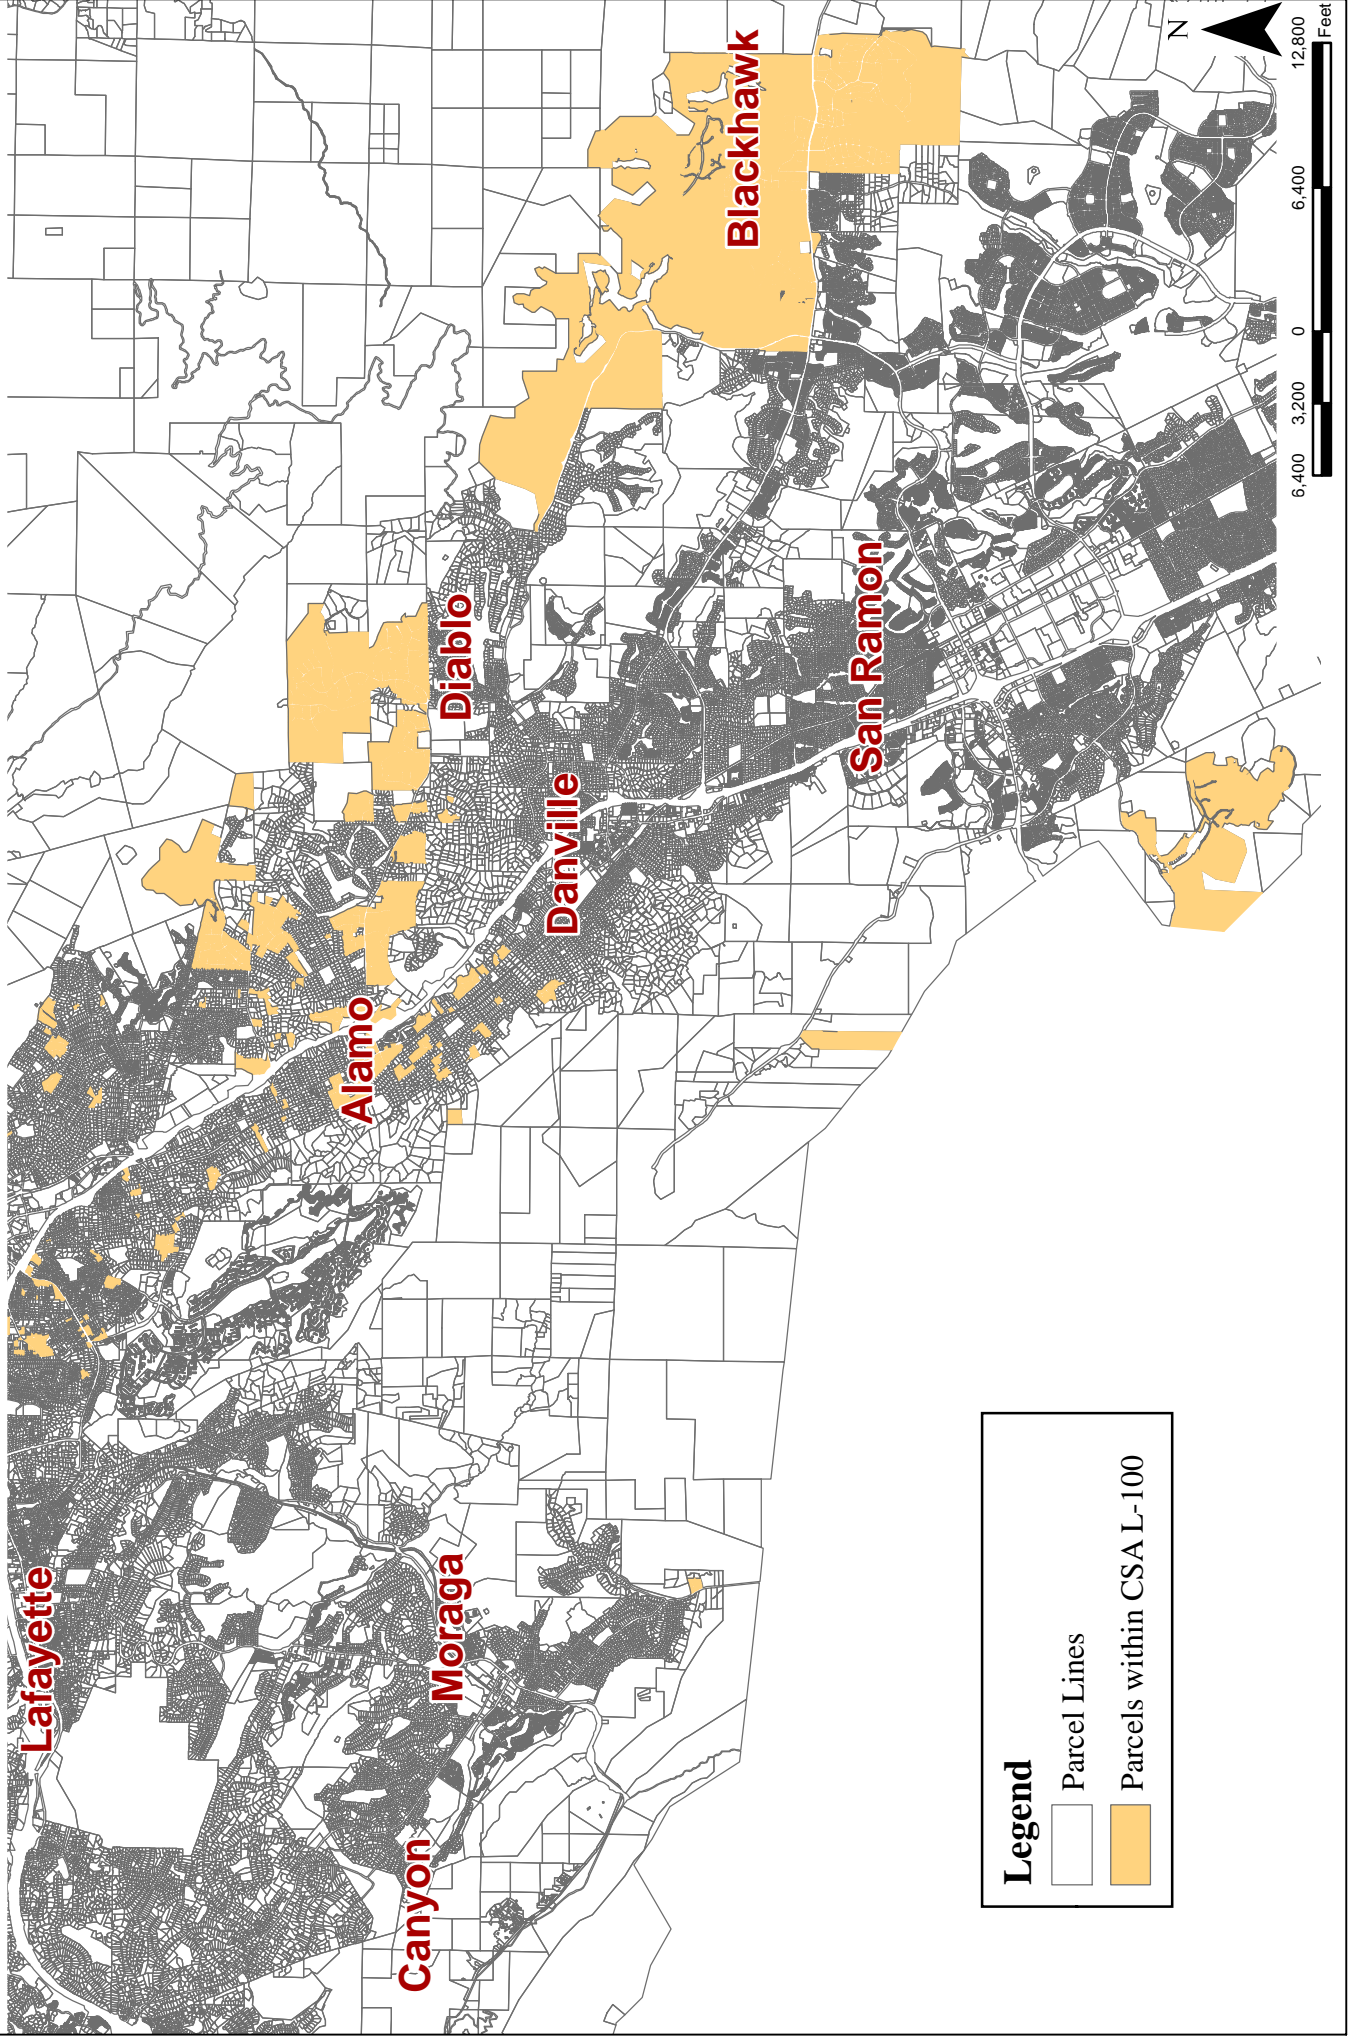 Lafayette
Canyon
Moraga
Alamo
Danville
Diablo
San Ramon
Blackhawk
Legend
Parcel Lines
Parcels within CSA L-100
N
6,400 3,200 0 6,400 12,800
Feet